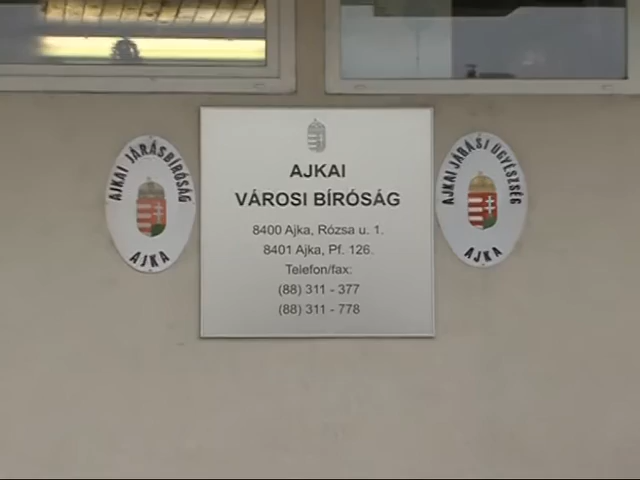 AJKAI JÁRÁSBÍRÓSÁG
AJKA
AJKAI
VÁROSI BÍRÓSÁG
8400 Ajka, Rózsa u. 1.
8401 Ajka, Pf. 126.
Telefon/fax:
(88) 311 - 377
(88) 311 - 778
AJKAI JÁRÁSI ÜGYÉSZSÉG
AJKA